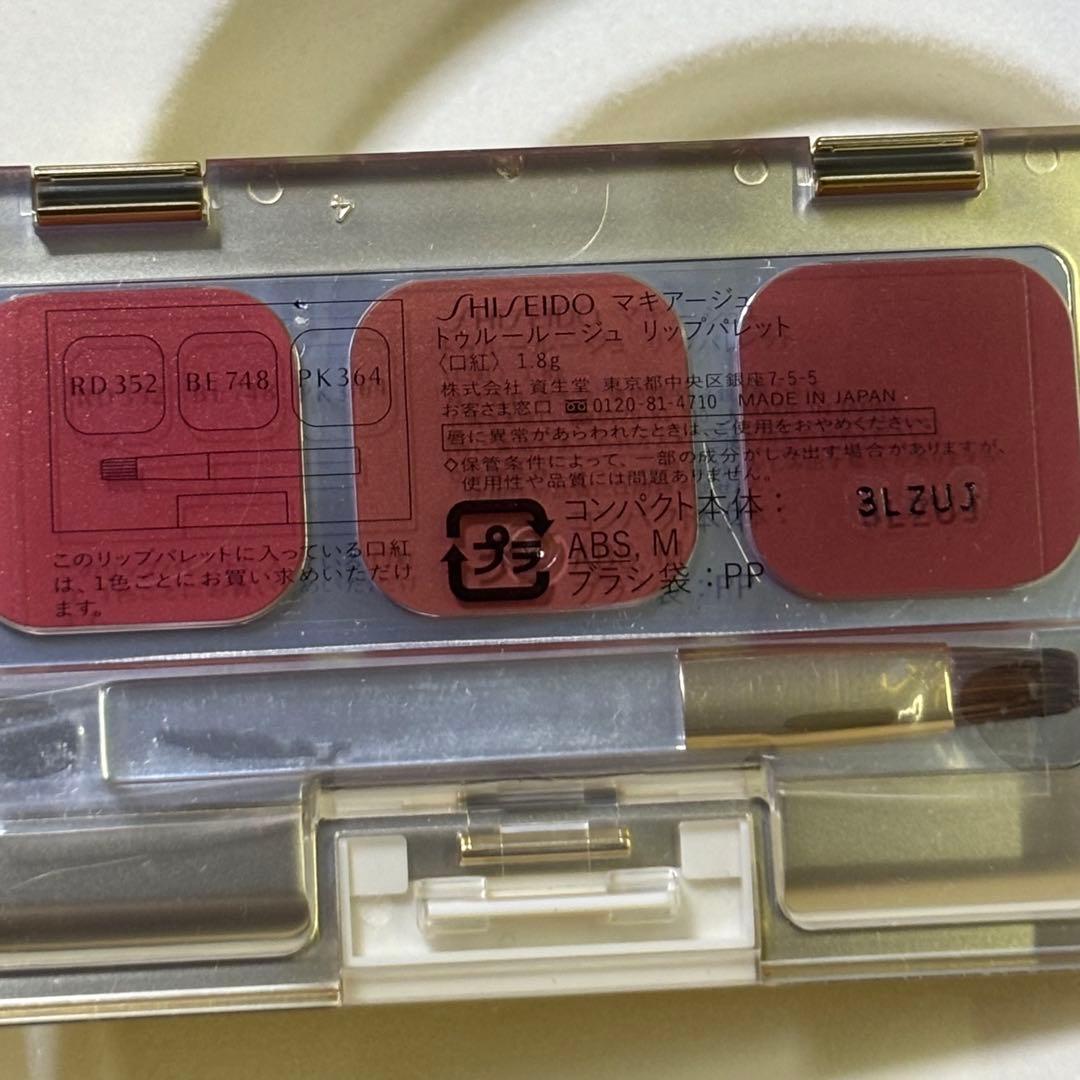 SHISEIDO マキアージュ
トゥルールージュ リップパレット
〈口紅〉 1.8g
株式会社 資生堂 東京都中央区銀座7-5-5
お客さま窓口 0120-81-4710 MADE IN JAPAN
唇に異常があらわれたときは、ご使用をおやめください。
◇保管条件によって、一部の成分がしみ出す場合がありますが、
使用性や品質には問題ありません。
プラ
コンパクト本体:
ABS, M
ブラシ袋:PP
3LZUJ
RD352 BE748 PK364
このリップパレットに入っている口紅
は、1色ごとにお買い求めいただけ
ます。
4